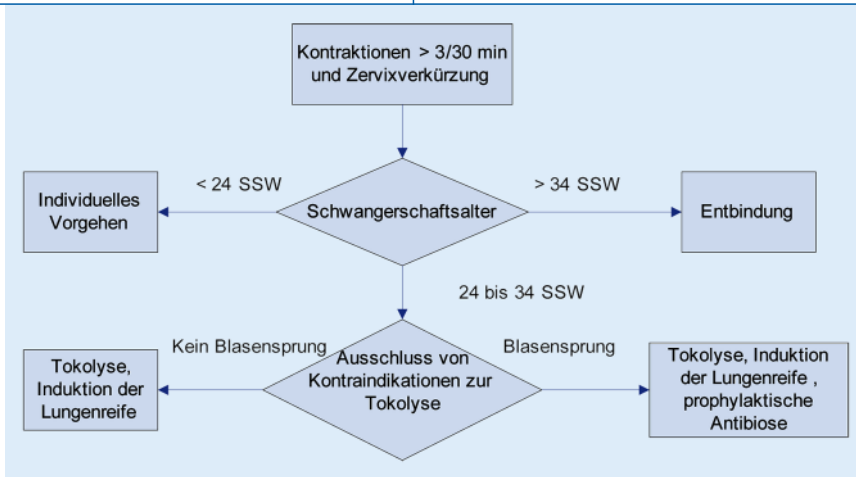 Kontraktionen > 3/30 min
und Zervixverkürzung
< 24 SSW
> 34 SSW
Individuelles
Vorgehen
Schwangerschaftsalter
Entbindung
24 bis 34 SSW
Kein Blasensprung
Blasensprung
Tokolyse,
Induktion der
Lungenreife
Ausschluss von
Kontraindikationen zur
Tokolyse
Tokolyse, Induktion
der Lungenreife ,
prophylaktische
Antibiose